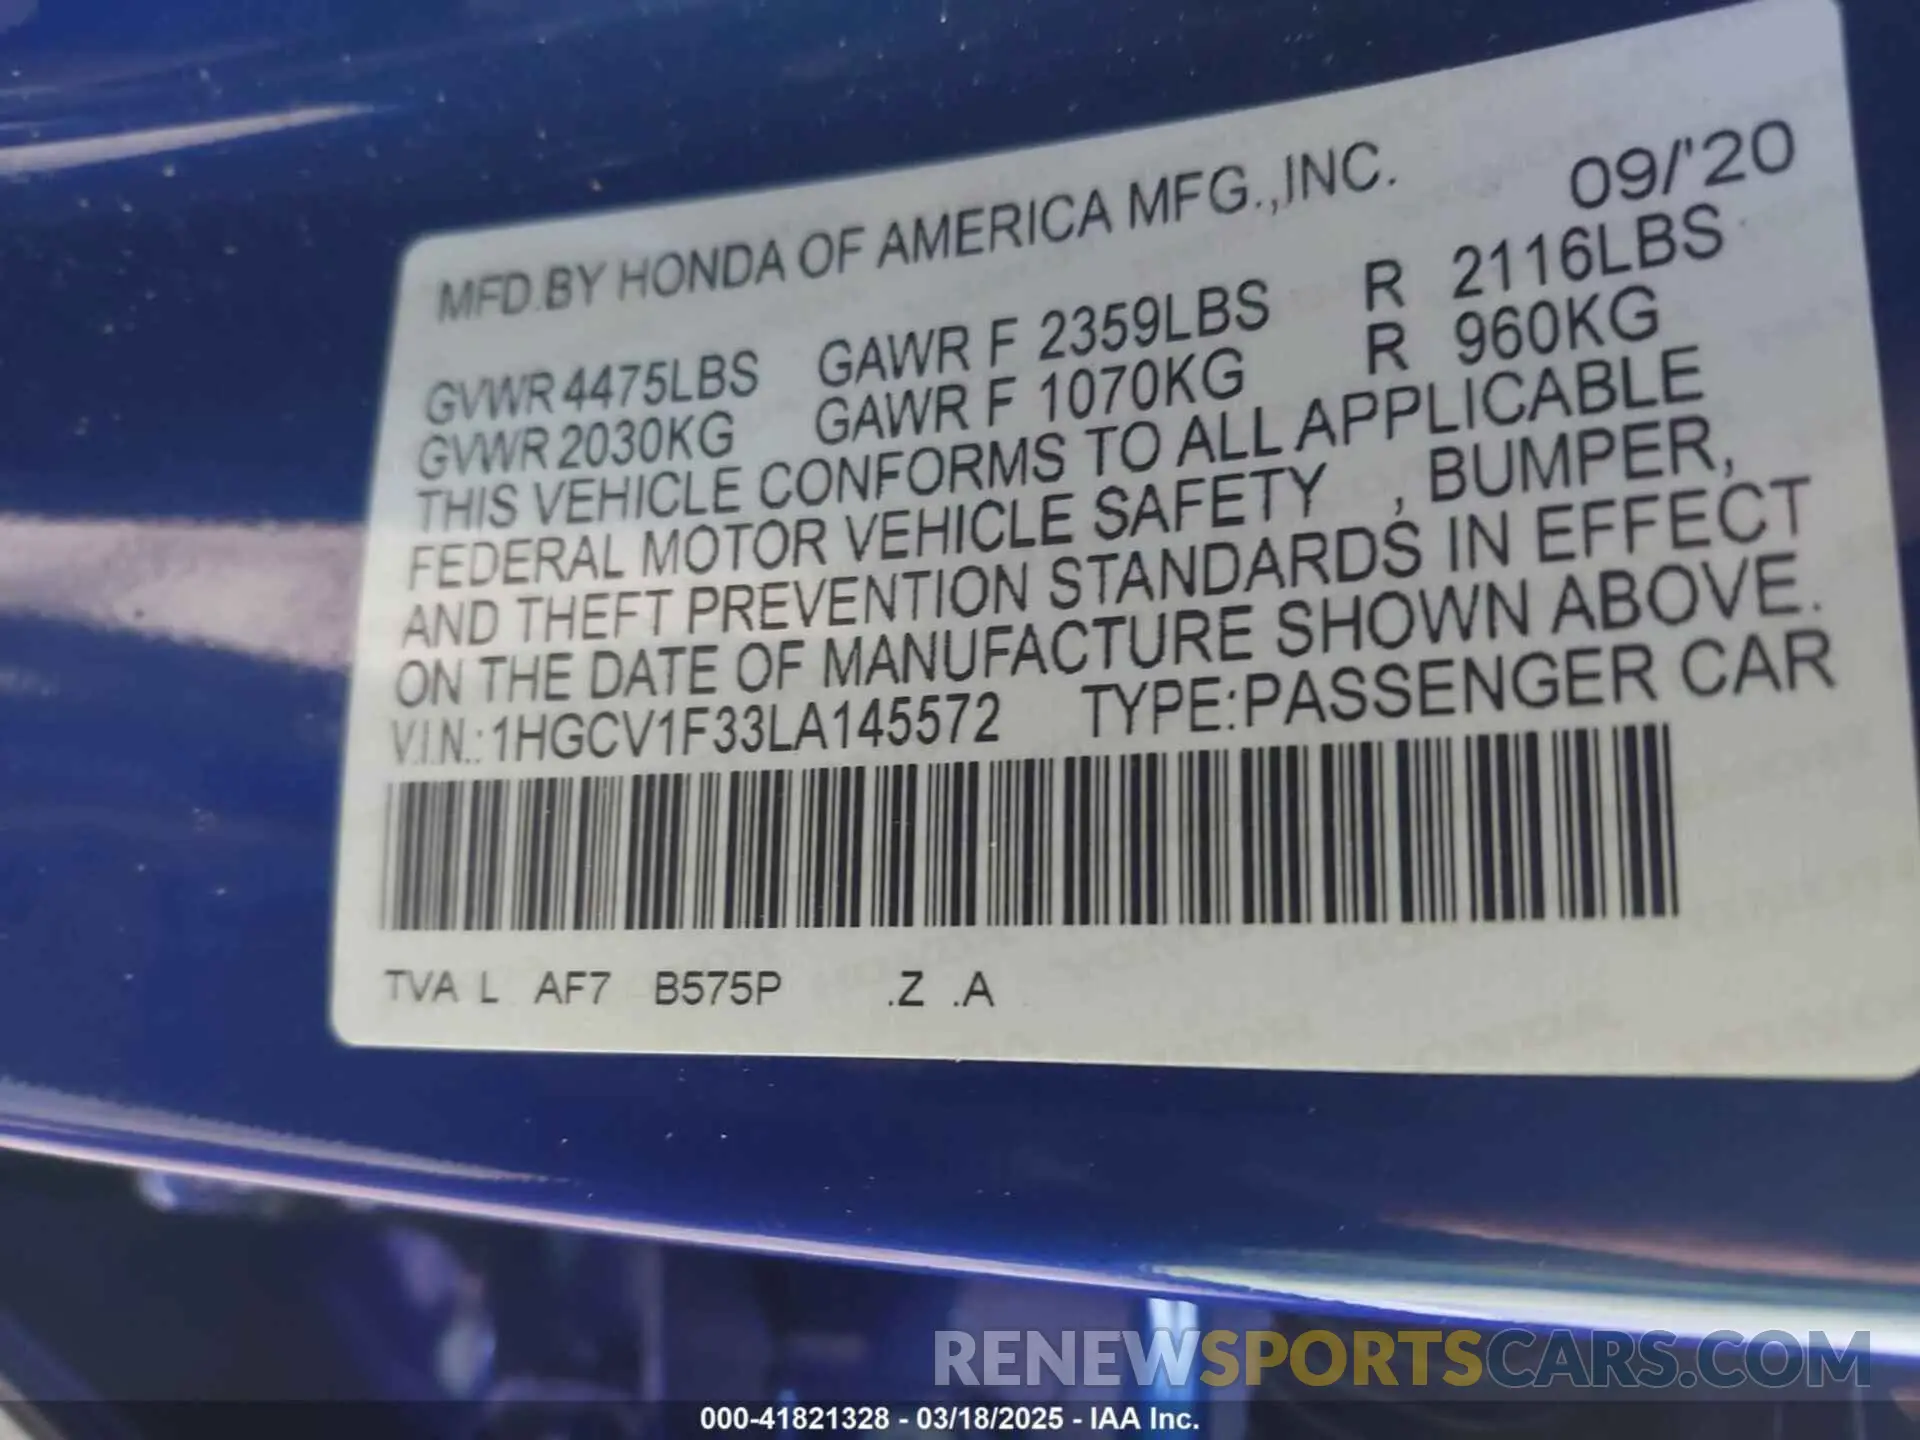 MFD.BY HONDA OF AMERICA MFG.,INC. 09/'20
GVWR 4475LBS GAWR F 2359LBS R 2116LBS
GVWR 2030KG GAWR F 1070KG R 960KG
THIS VEHICLE CONFORMS TO ALL APPLICABLE
FEDERAL MOTOR VEHICLE SAFETY , BUMPER,
AND THEFT PREVENTION STANDARDS IN EFFECT
ON THE DATE OF MANUFACTURE SHOWN ABOVE.
V.I.N.: 1HGCV1F33LA145572 TYPE:PASSENGER CAR
TVA L AF7 B575P .Z .A
RENEWSPORTSCARS.COM
000-41821328 - 03/18/2025 - IAA Inc.